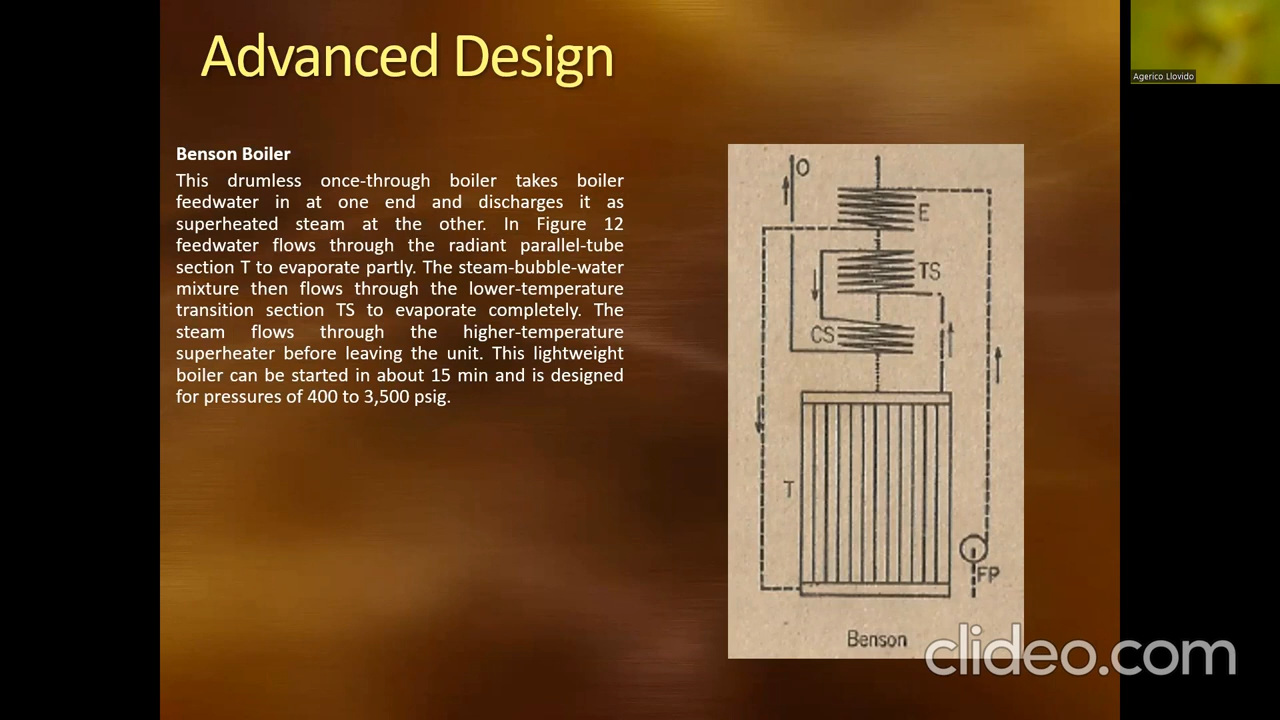 Advanced Design
Agerico Llovido
Benson Boiler
This drumless once-through boiler takes boiler
feedwater in at one end and discharges it as
superheated steam at the other. In Figure 12
feedwater flows through the radiant parallel-tube
section T to evaporate partly. The steam-bubble-water
mixture then flows through the lower-temperature
transition section TS to evaporate completely. The
steam flows through the higher-temperature
superheater before leaving the unit. This lightweight
boiler can be started in about 15 min and is designed
for pressures of 400 to 3,500 psig.
O
E
TS
CS
T
FP
Benson
clideo.com